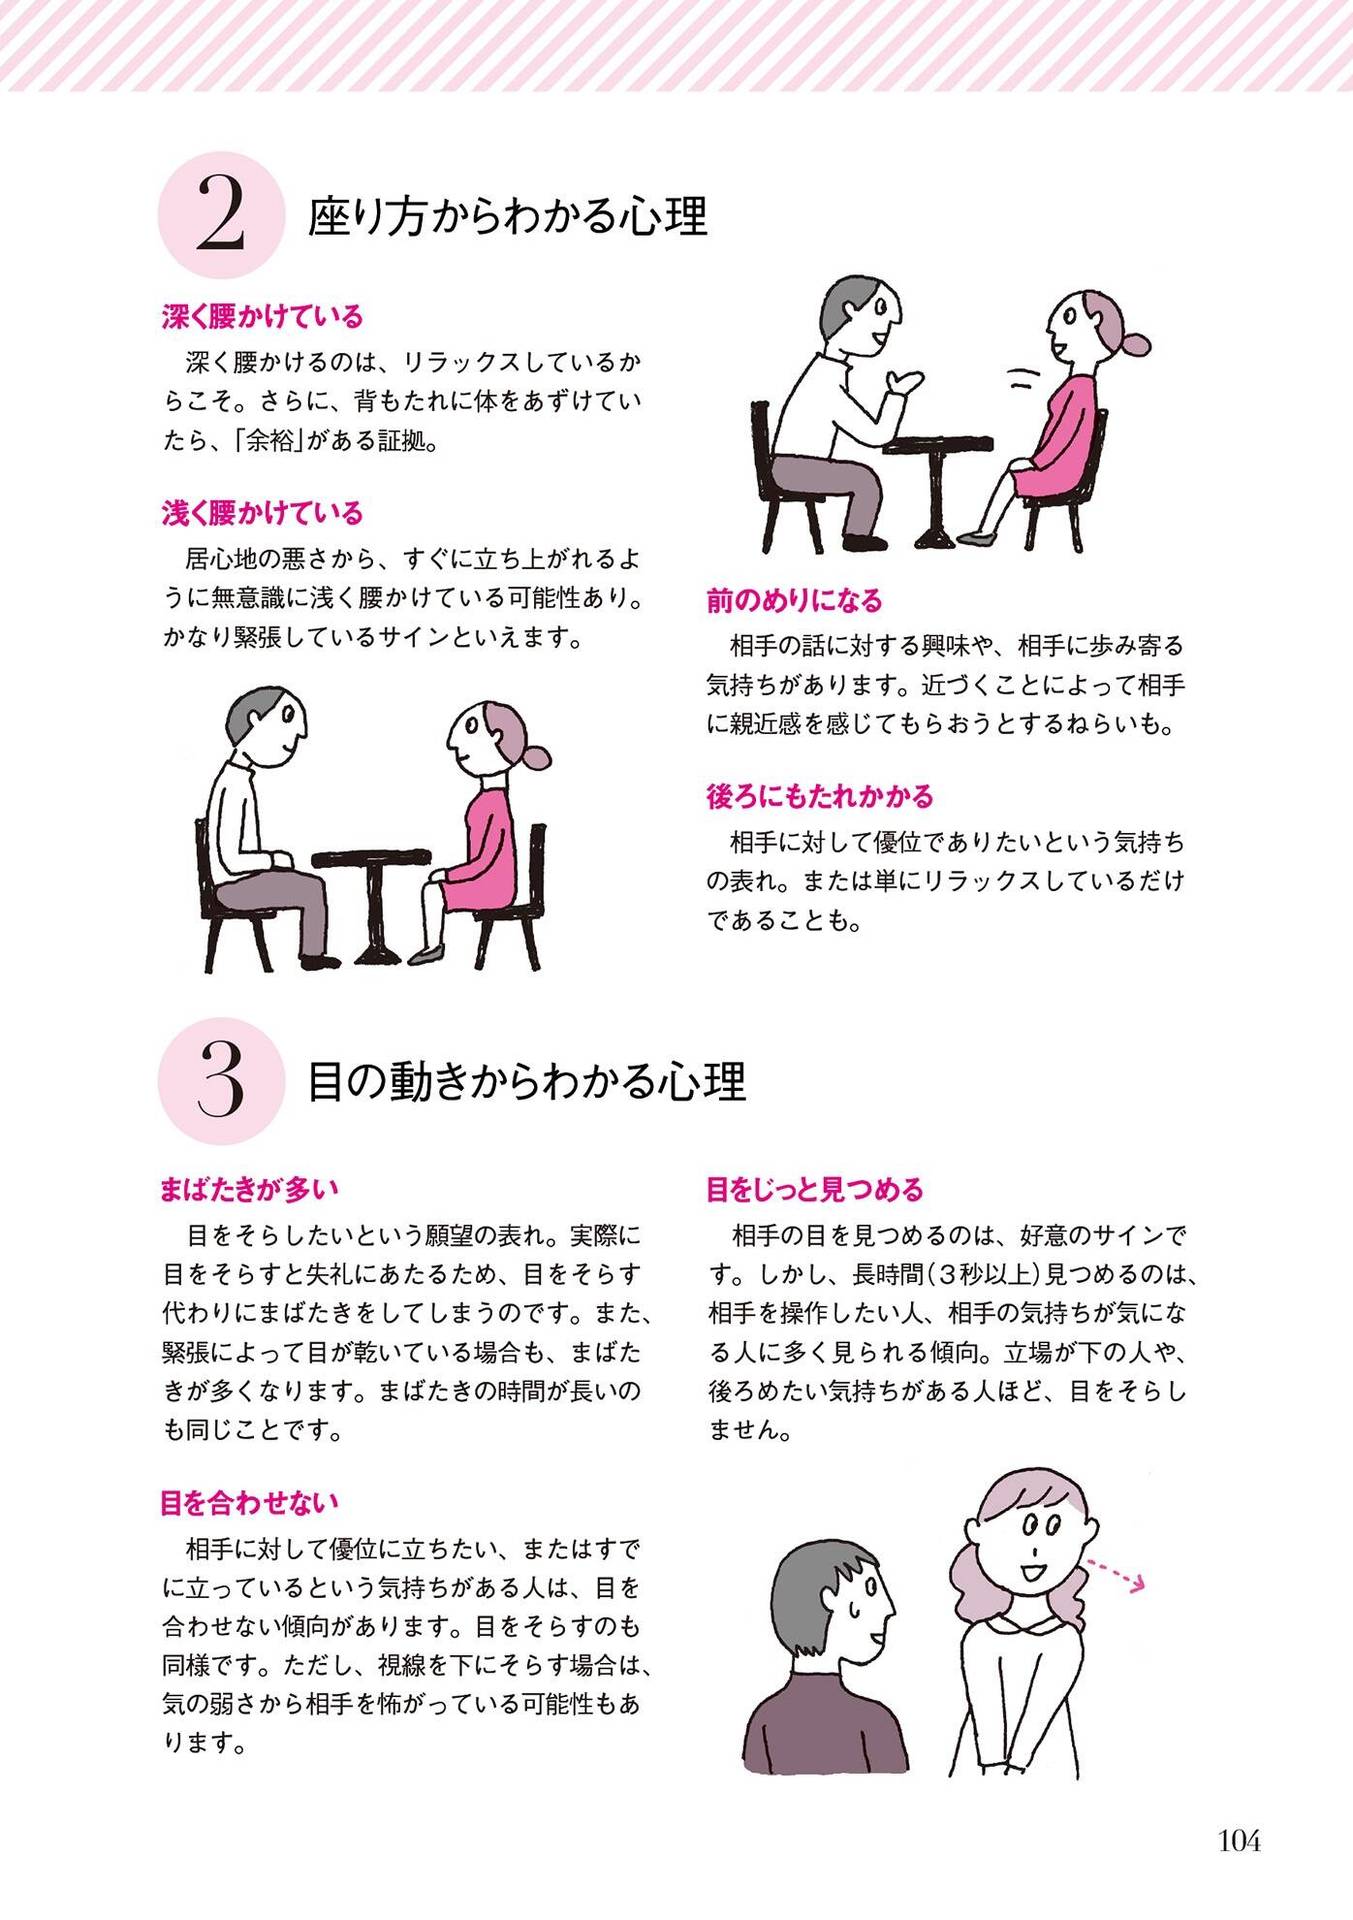 2
座り方からわかる心理
深く腰かけている
深く腰かけるのは、リラックスしているか
らこそ。さらに、背もたれに体をあずけてい
たら、「余裕」がある証拠。
浅く腰かけている
居心地の悪さから、すぐに立ち上がれるよ
うに無意識に浅く腰かけている可能性あり。
かなり緊張しているサインといえます。
前のめりになる
相手の話に対する興味や、相手に歩み寄る
気持ちがあります。近づくことによって相手
に親近感を感じてもらおうとするねらいも。
後ろにもたれかかる
相手に対して優位でありたいという気持ち
の表れ。または単にリラックスしているだけ
であることも。
3
目の動きからわかる心理
まばたきが多い
目をそらしたいという願望の表れ。実際に
目をそらすと失礼にあたるため、目をそらす
代わりにまばたきをしてしまうのです。また、
緊張によって目が乾いている場合も、まばた
きが多くなります。まばたきの時間が長いの
も同じことです。
目を合わせない
相手に対して優位に立ちたい、またはすで
に立っているという気持ちがある人は、目を
合わせない傾向があります。目をそらすのも
同様です。ただし、視線を下にそらす場合は、
気の弱さから相手を怖がっている可能性もあ
ります。
目をじっと見つめる
相手の目を見つめるのは、好意のサインで
す。しかし、長時間(3秒以上)見つめるのは、
相手を操作したい人、相手の気持ちが気にな
る人に多く見られる傾向。立場が下の人や、
後ろめたい気持ちがある人ほど、目をそらし
ません。
104